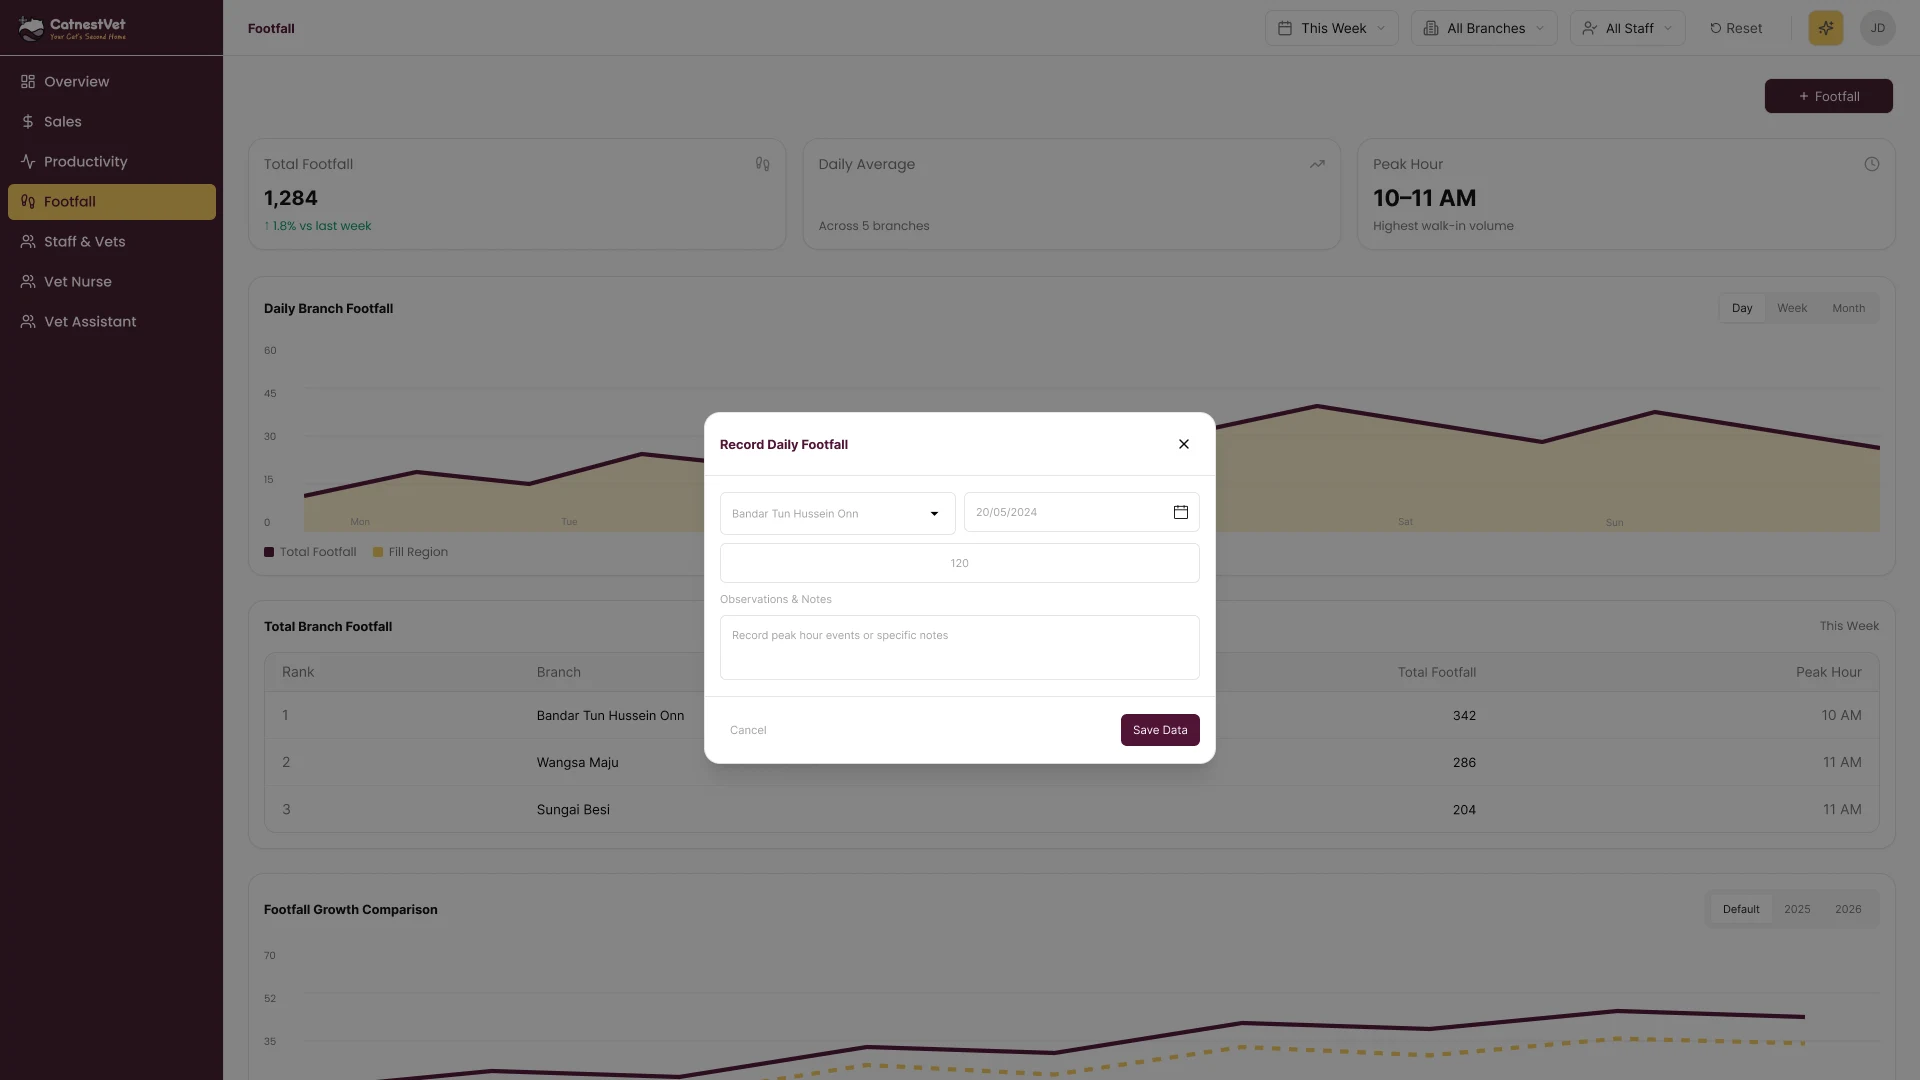 CatnestVet
Your Cat's Second Home
Footfall
This Week
All Branches
All Staff
Reset
JD
Overview
Sales
Productivity
Footfall
Staff & Vets
Vet Nurse
Vet Assistant
+ Footfall
Total Footfall
1,284
↑ 1.8% vs last week
Daily Average
Across 5 branches
Peak Hour
10–11 AM
Highest walk-in volume
Daily Branch Footfall
Day Week Month
60
45
30
15
0
Mon Tue Sat Sun
Total Footfall Fill Region
Record Daily Footfall
Bandar Tun Hussein Onn
20/05/2024
120
Observations & Notes
Record peak hour events or specific notes
Cancel
Save Data
Total Branch Footfall
This Week
Rank Branch Total Footfall Peak Hour
1 Bandar Tun Hussein Onn 342 10 AM
2 Wangsa Maju 286 11 AM
3 Sungai Besi 204 11 AM
Footfall Growth Comparison
Default 2025 2026
70
52
35